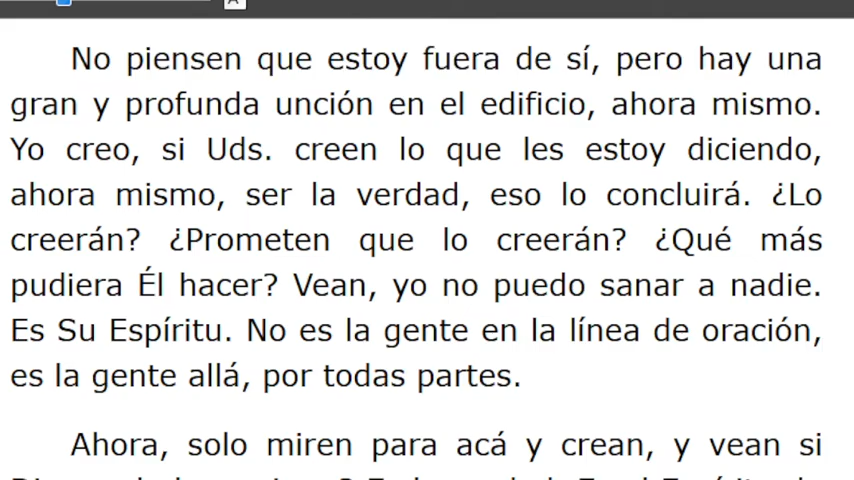 No piensen que estoy fuera de sí, pero hay una
gran y profunda unción en el edificio, ahora mismo.
Yo creo, si Uds. creen lo que les estoy diciendo,
ahora mismo, ser la verdad, eso lo concluirá. ¿Lo
creerán? ¿Prometen que lo creerán? ¿Qué más
pudiera Él hacer? Vean, yo no puedo sanar a nadie.
Es Su Espíritu. No es la gente en la línea de oración,
es la gente allá, por todas partes.
Ahora, solo miren para acá y crean, y vean si